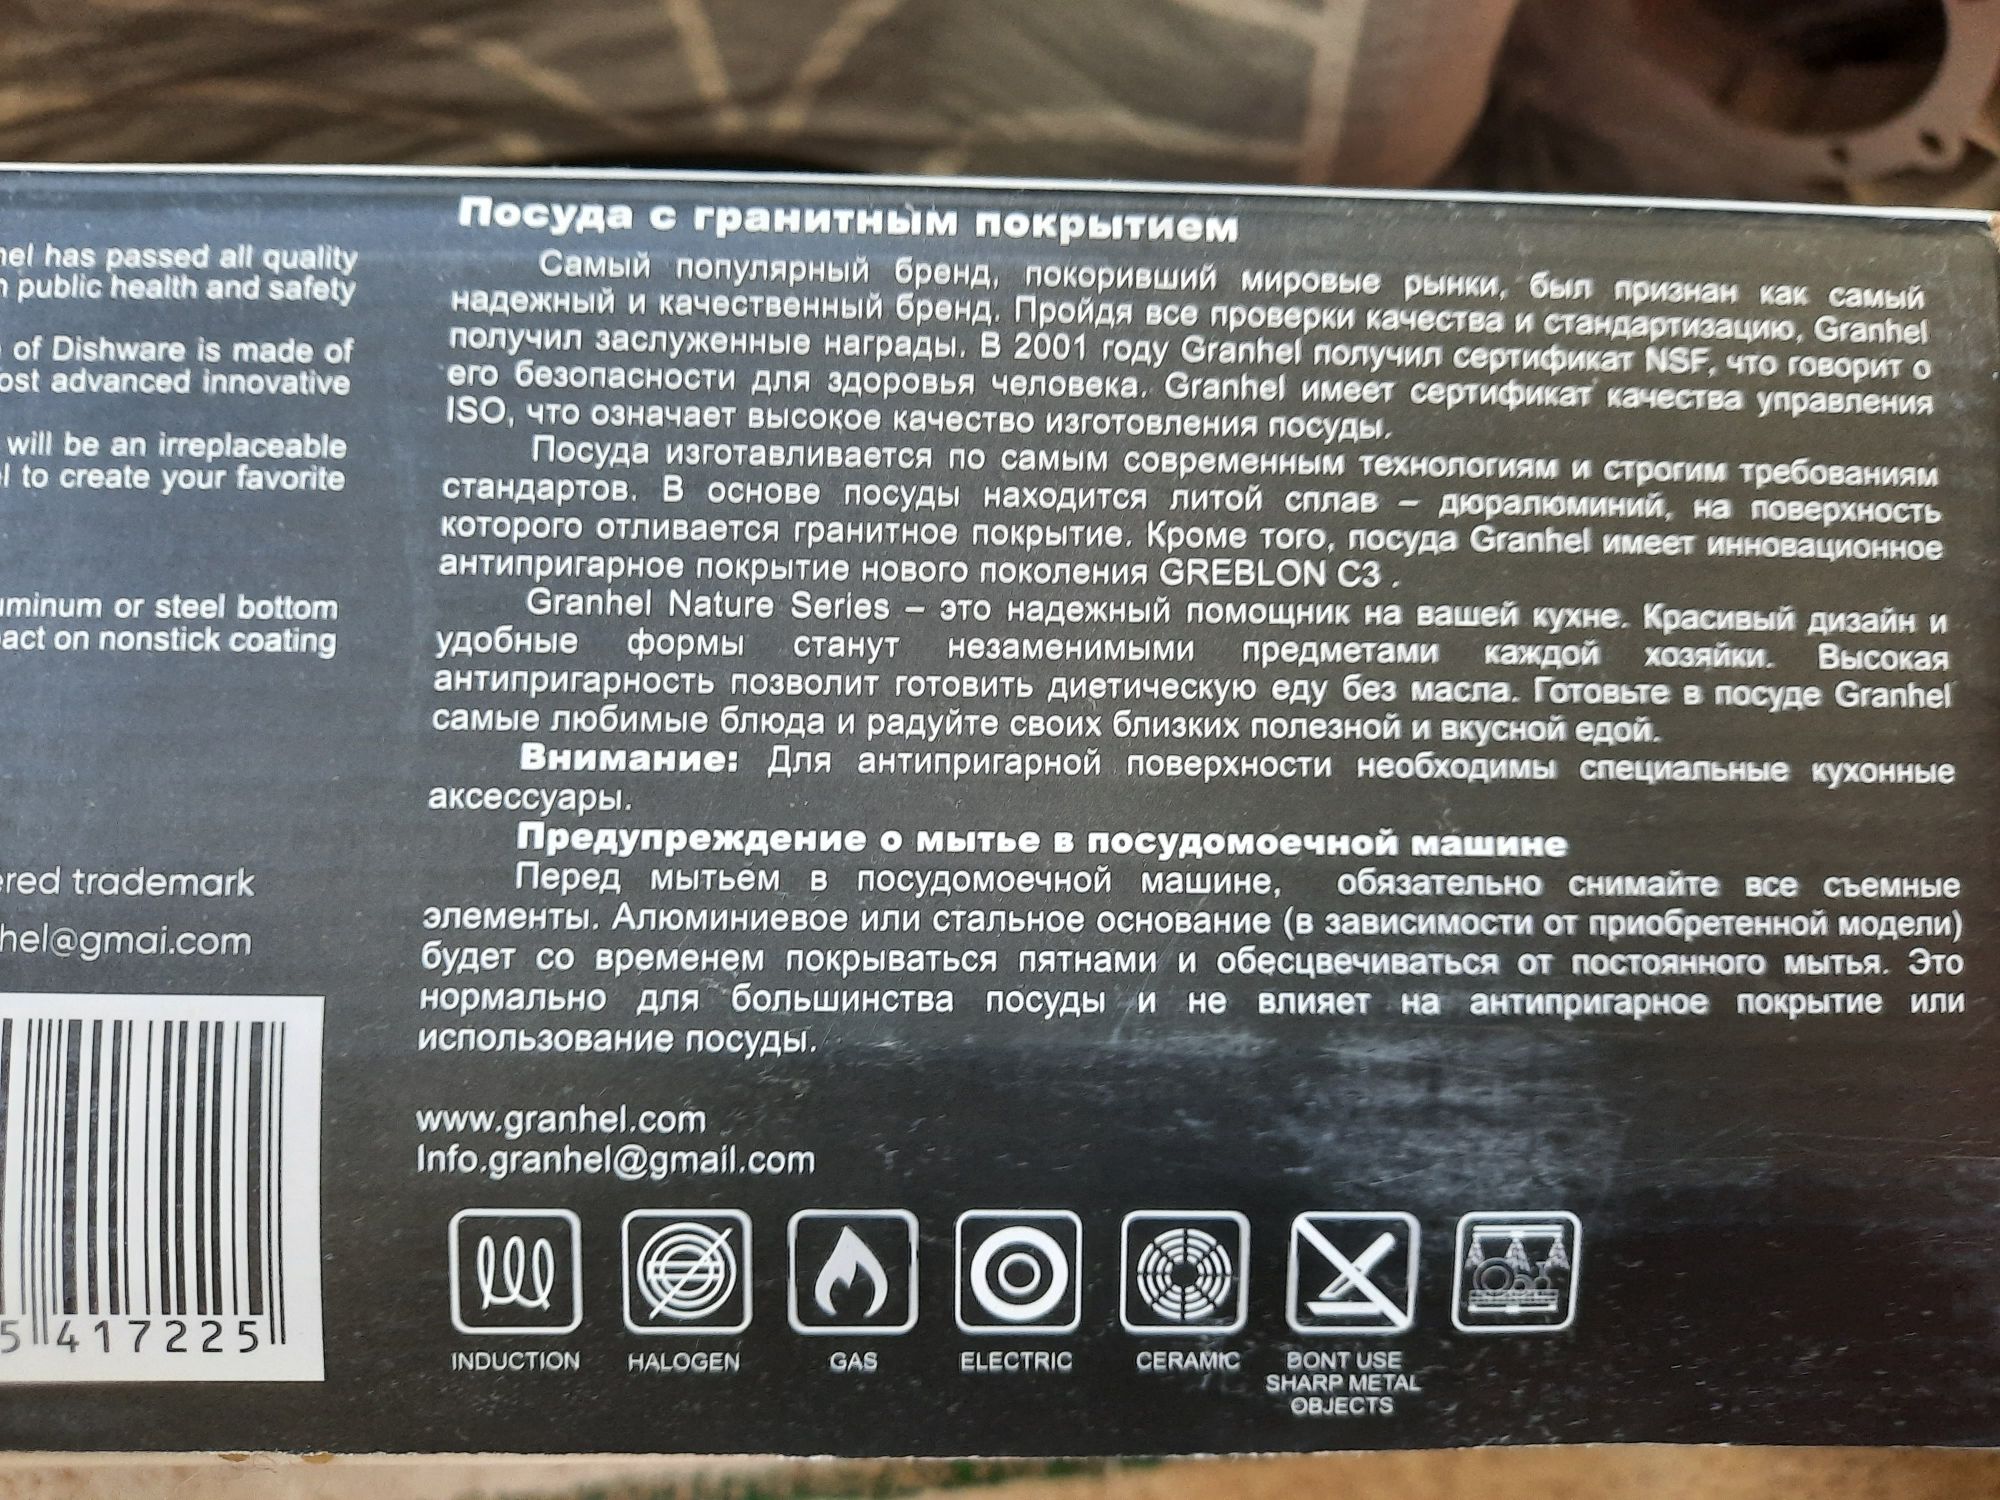 hel has passed all quality
public health and safety
of Dishware is made of
ost advanced innovative
will be an irreplaceable
to create your favorite
uminum or steel bottom
act on nonstick coating
ered trademark
hel@gmai.com
5 417225
Посуда с гранитным покрытием
Самый популярный бренд, покоривший мировые рынки, был признан как самый
надежный и качественный бренд. Пройдя все проверки качества и стандартизацию, Granhel
получил заслуженные награды. В 2001 году Granhel получил сертификат NSF, что говорит о
его безопасности для здоровья человека. Granhel имеет сертификат качества управления
ISO, что означает высокое качество изготовления посуды.
Посуда изготавливается по самым современным технологиям и строгим требованиям
стандартов. В основе посуды находится литой сплав – дюралюминий, на поверхность
которого отливается гранитное покрытие. Кроме того, посуда Granhel имеет инновационное
антипригарное покрытие нового поколения GREBLON C3 .
Granhel Nature Series – это надежный помощник на вашей кухне. Красивый дизайн и
удобные формы станут незаменимыми предметами каждой хозяйки. Высокая
антипригарность позволит готовить диетическую еду без масла. Готовьте в посуде Granhel
самые любимые блюда и радуйте своих близких полезной и вкусной едой.
Внимание: Для антипригарной поверхности необходимы специальные кухонные
аксессуары.
Предупреждение о мытье в посудомоечной машине
Перед мытьем в посудомоечной машине, обязательно снимайте все съемные
элементы. Алюминиевое или стальное основание (в зависимости от приобретенной модели)
будет со временем покрываться пятнами и обесцвечиваться от постоянного мытья. Это
нормально для большинства посуды и не влияет на антипригарное покрытие или
использование посуды.
www.granhel.com
Info.granhel@gmail.com
INDUCTION
HALOGEN
GAS
ELECTRIC
CERAMIC
DONT USE
SHARP METAL
OBJECTS